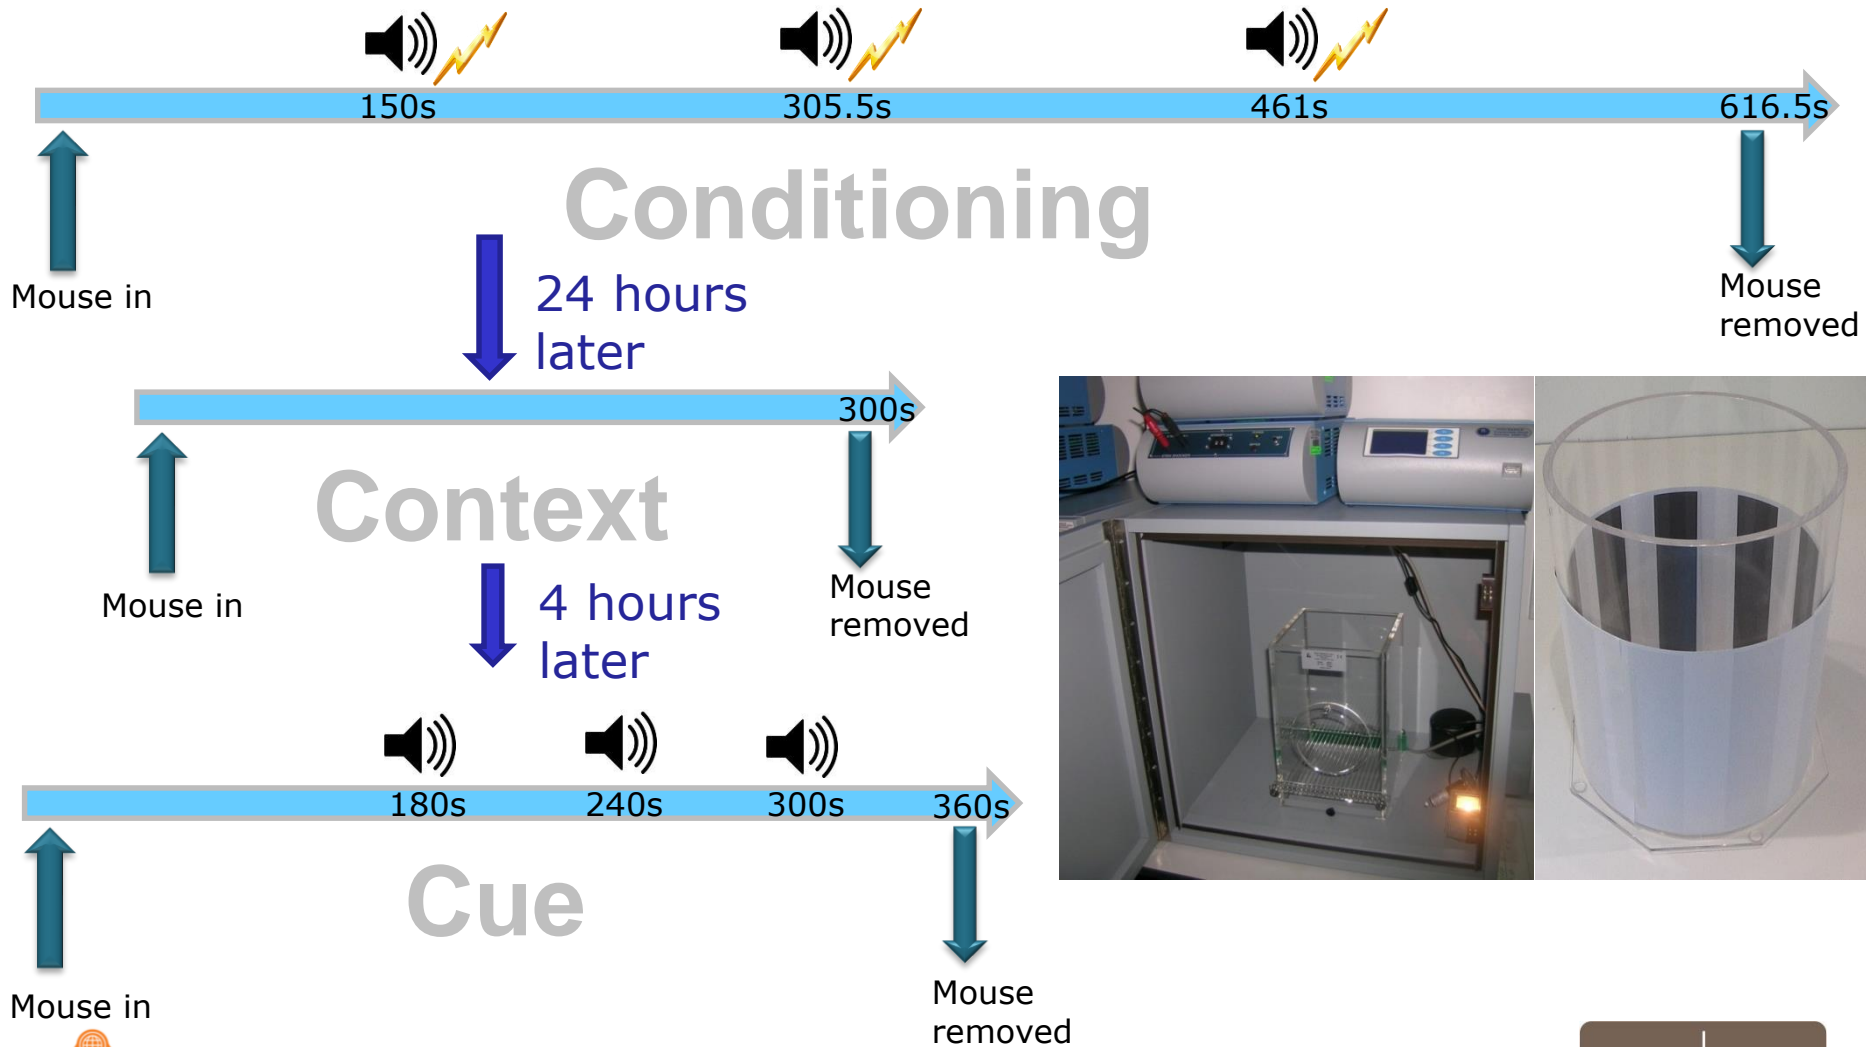 150s
305.5s
461s
616.5s
Conditioning
Mouse in
Mouse
removed
24 hours
later
300s
Context
Mouse in
Mouse
removed
4 hours
later
180s
240s
300s
360s
Cue
Mouse in
Mouse
removed